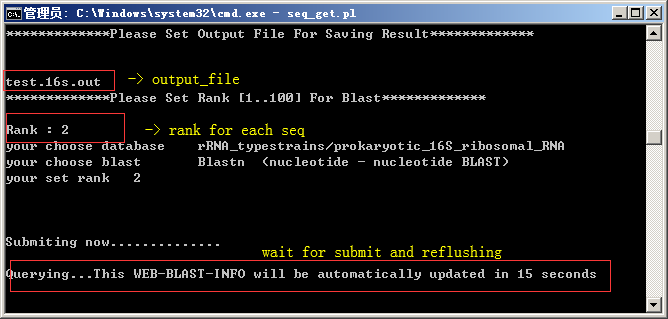 管理员: C:\Windows\system32\cmd.exe - seq_get.pl
*************Please Set Output File For Saving Result*************
test.16s.out -> output_file
*************Please Set Rank [1..100] For Blast*************
Rank : 2 -> rank for each seq
your choose database rRNA_typestrains/prokaryotic_16S_ribosomal_RNA
your choose blast Blastn (nucleotide - nucleotide BLAST)
your set rank 2
Submiting now..............
wait for submit and reflushing
Querying...This WEB-BLAST-INFO will be automatically updated in 15 seconds